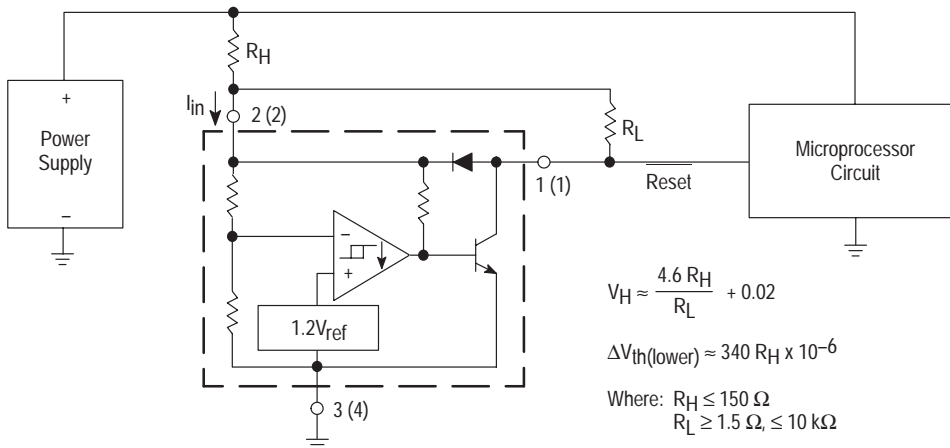 R_H
I_in
2 (2)
R_L
+
Power
Supply
−
1 (1)
Reset
Microprocessor
Circuit
−
+
1.2V_ref
3 (4)
V_H ≈ 4.6 R_H / R_L + 0.02
ΔV_th(lower) ≈ 340 R_H x 10^−6
Where: R_H ≤ 150 Ω
R_L ≥ 1.5 Ω, ≤ 10 kΩ